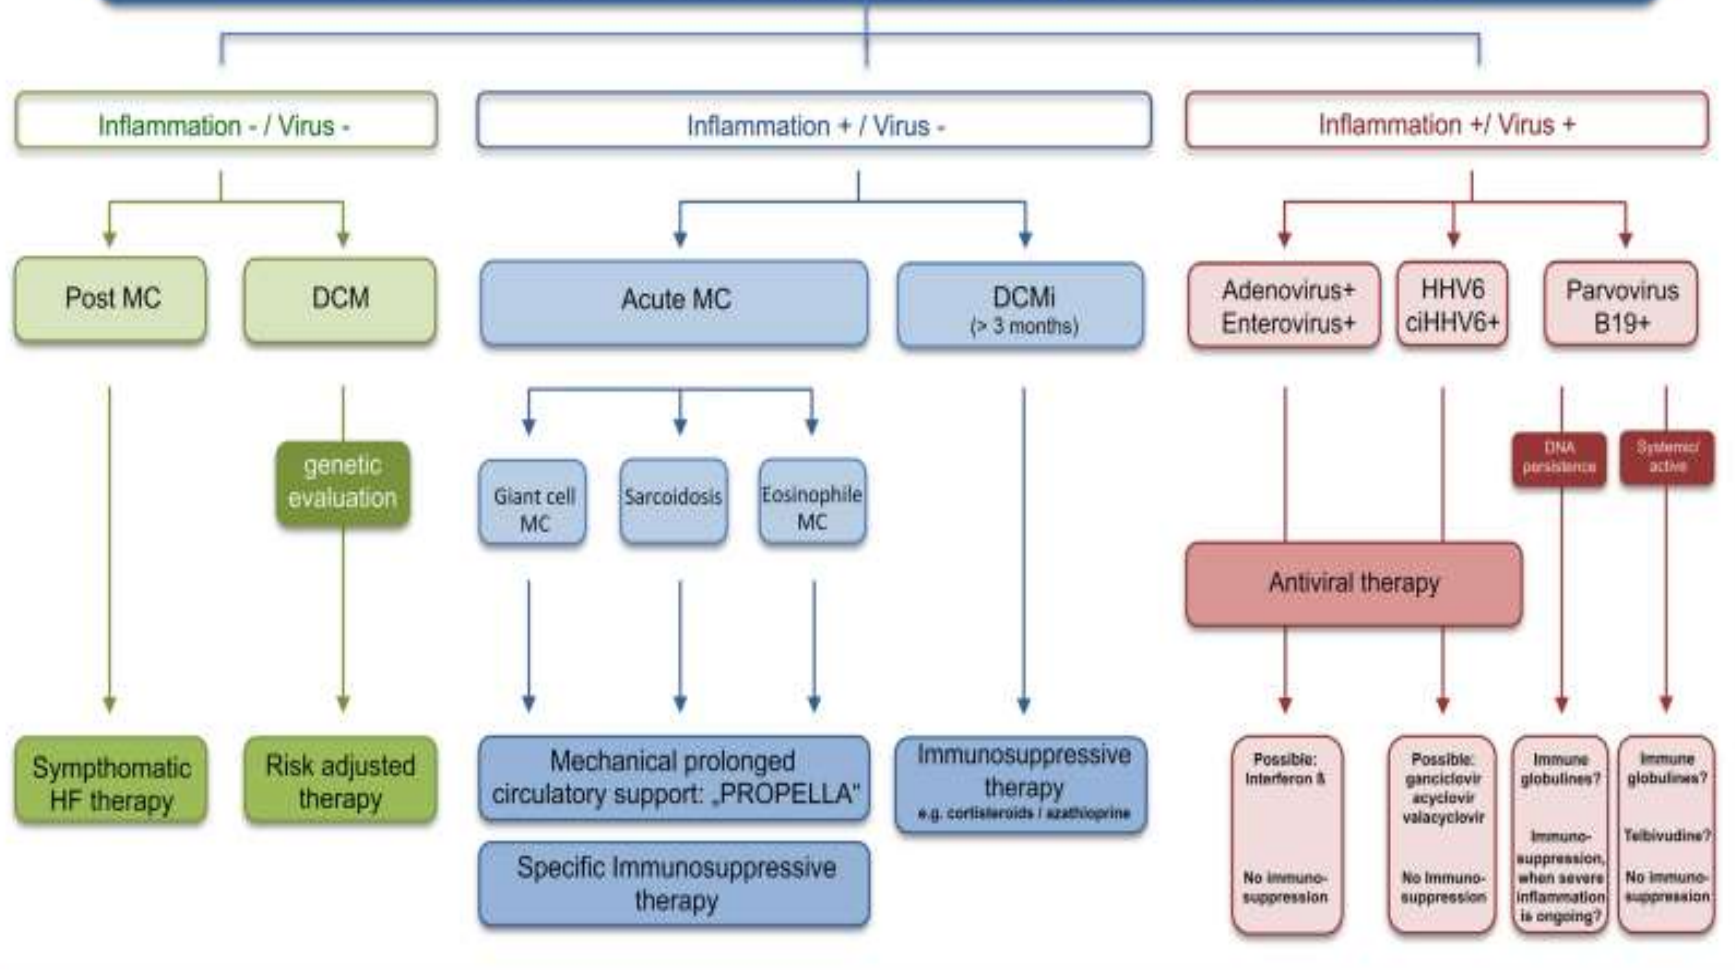 Inflammation - / Virus -
Inflammation + / Virus -
Inflammation +/ Virus +
Post MC
DCM
Acute MC
DCMi
(> 3 months)
Adenovirus+
Enterovirus+
HHV6
ciHHV6+
Parvovirus
B19+
genetic
evaluation
Giant cell
MC
Sarcoidosis
Eosinophile
MC
DNA
persistence
Systemic/
active
Antiviral therapy
Sympthomatic
HF therapy
Risk adjusted
therapy
Mechanical prolonged
circulatory support: „PROPELLA“
Specific Immunosuppressive
therapy
Immunosuppressive
therapy
e.g. cortisteroids / azathioprine
Possible:
Interferon ß
No immuno-
suppression
Possible:
ganciclovir
acyclovir
valacyclovir
No Immuno-
suppression
Immune
globulines?
Immuno-
suppression,
when severe
inflammation
is ongoing?
Immune
globulines?
Telbivudine?
No immuno-
suppression